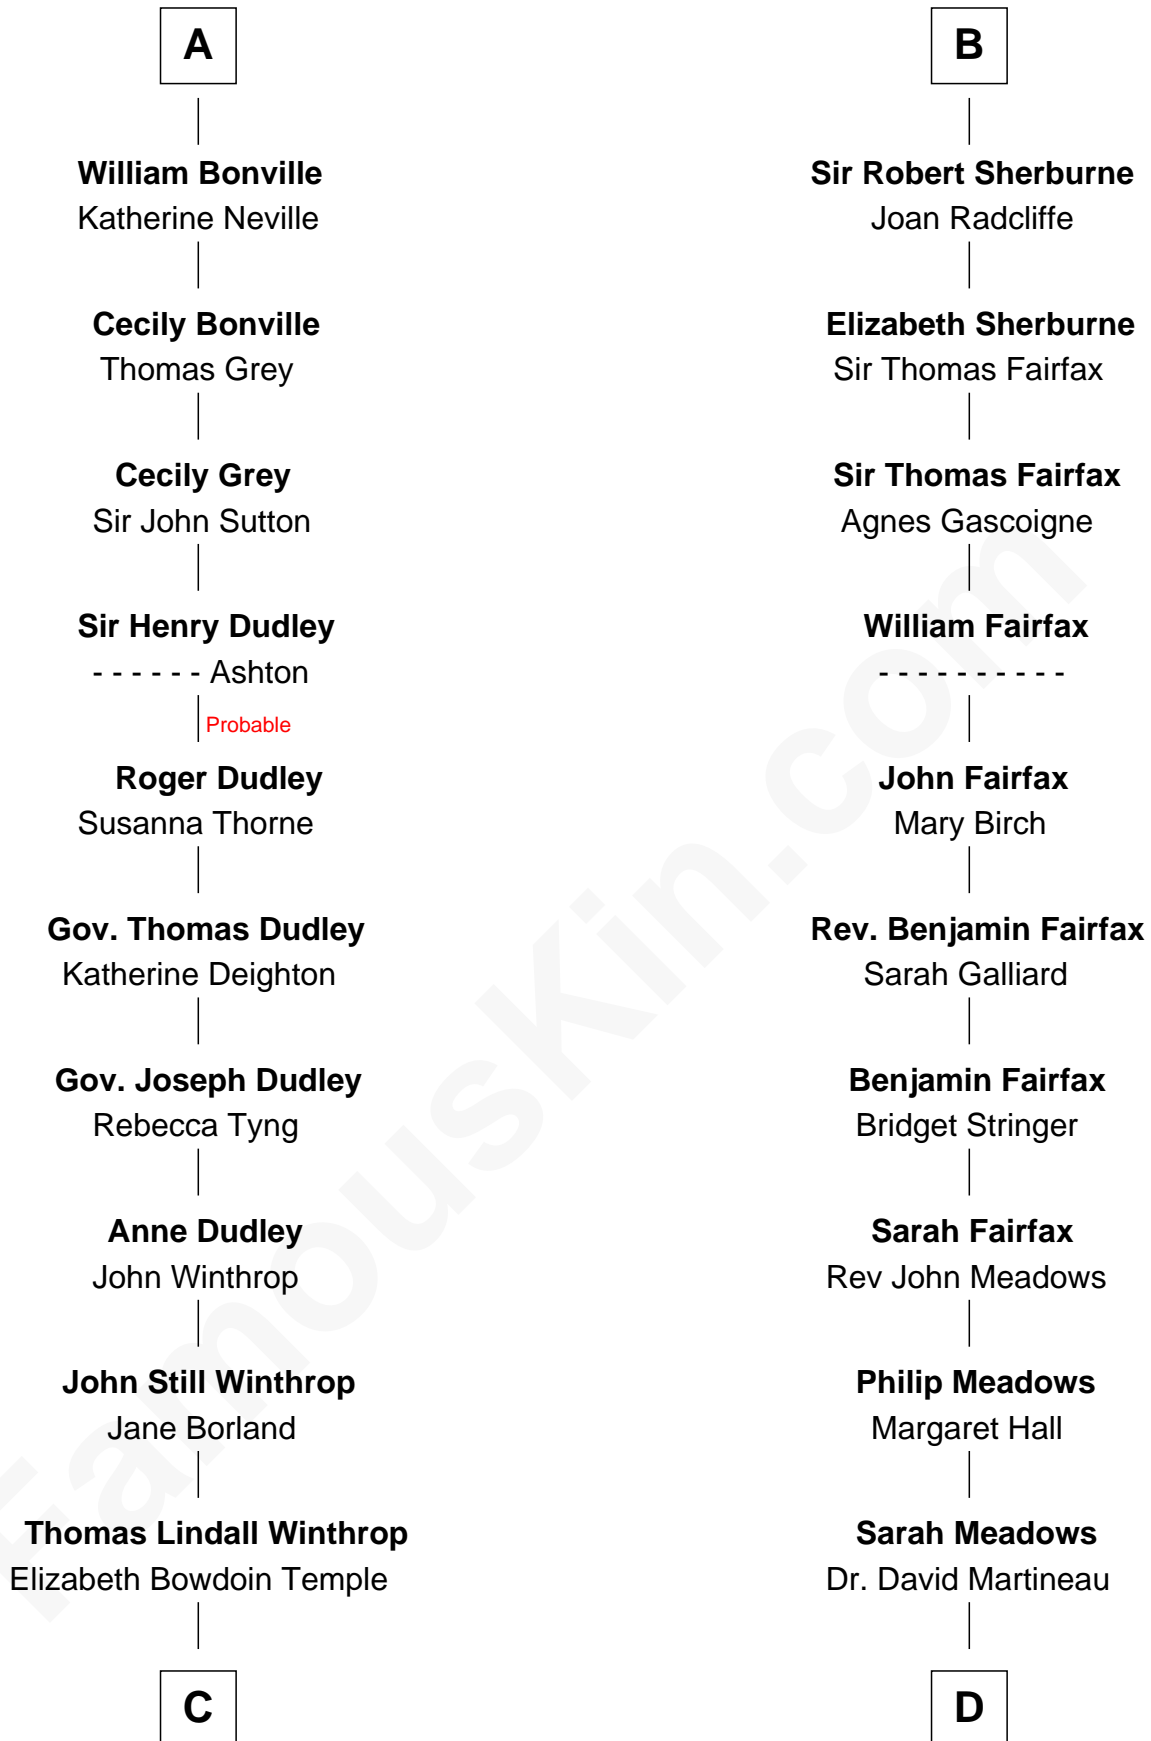 A
William Bonville
Katherine Neville
Cecily Bonville
Thomas Grey
Cecily Grey
Sir John Sutton
Sir Henry Dudley
- - - - - - Ashton
Probable
Roger Dudley
Susanna Thorne
Gov. Thomas Dudley
Katherine Deighton
Gov. Joseph Dudley
Rebecca Tyng
Anne Dudley
John Winthrop
John Still Winthrop
Jane Borland
Thomas Lindall Winthrop
Elizabeth Bowdoin Temple
C
B
Sir Robert Sherburne
Joan Radcliffe
Elizabeth Sherburne
Sir Thomas Fairfax
Sir Thomas Fairfax
Agnes Gascoigne
William Fairfax
- - - - - - - - - -
John Fairfax
Mary Birch
Rev. Benjamin Fairfax
Sarah Galliard
Benjamin Fairfax
Bridget Stringer
Sarah Fairfax
Rev John Meadows
Philip Meadows
Margaret Hall
Sarah Meadows
Dr. David Martineau
D
FamousKin.com